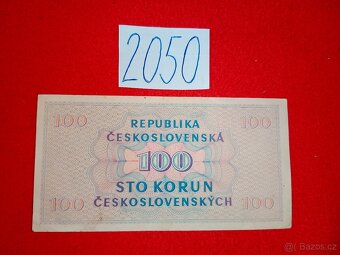 2050
100 100
REPUBLIKA
ČESKOSLOVENSKÁ
100
STO KORUN
100 ČESKOSLOVENSKÝCH 100
Bazos.cz